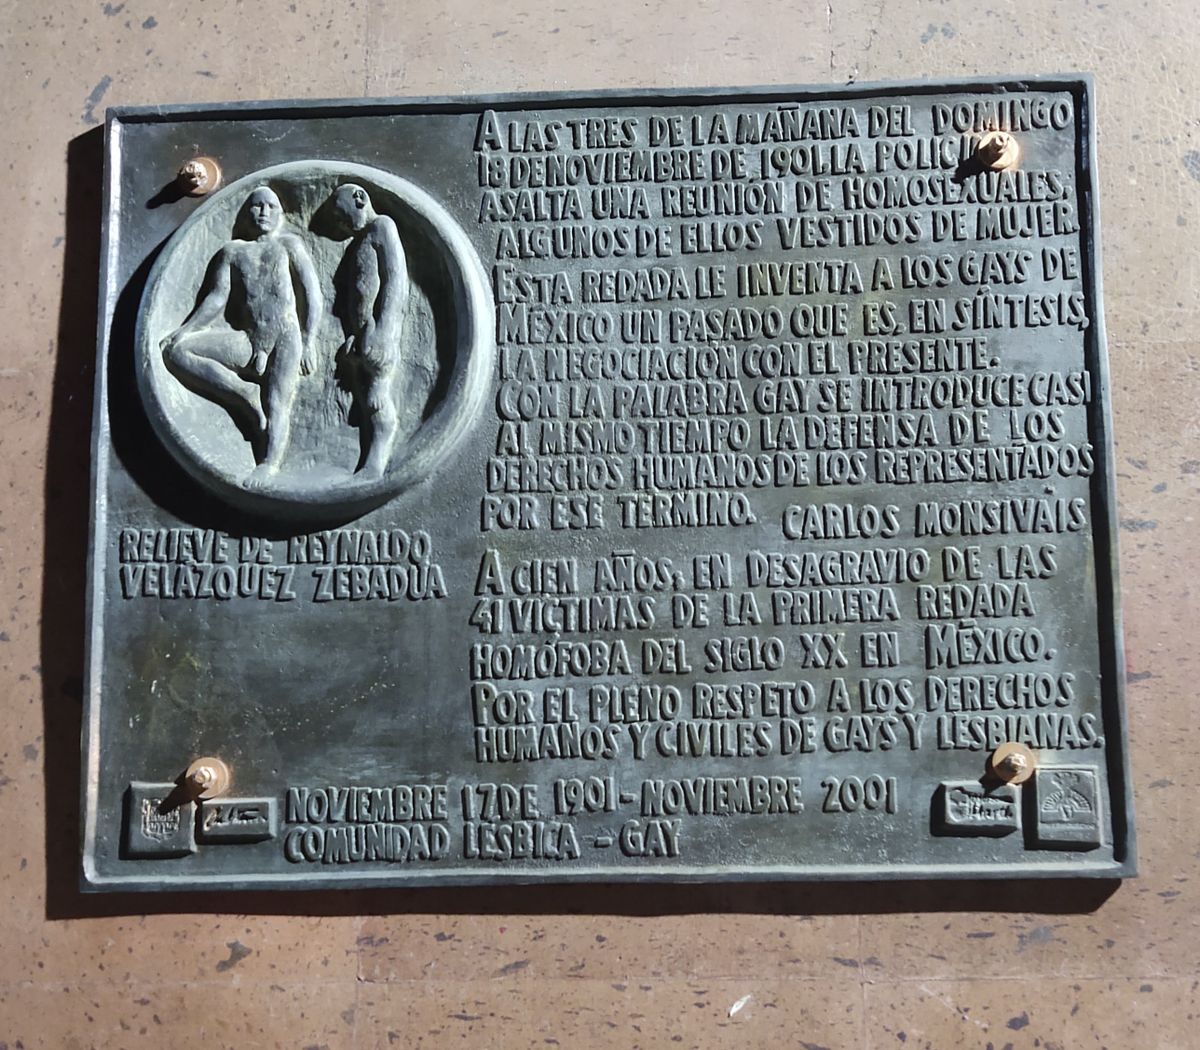 A LAS TRES DE LA MAÑANA DEL DOMINGO
18 DE NOVIEMBRE DE 1901, LA POLICIA
ASALTA UNA REUNIÓN DE HOMOSEXUALES,
ALGUNOS DE ELLOS VESTIDOS DE MUJER.
ESTA REDADA LE INVENTA A LOS GAYS DE
MÉXICO UN PASADO QUE ES, EN SÍNTESIS,
LA NEGOCIACIÓN CON EL PRESENTE.
CON LA PALABRA GAY SE INTRODUCE CASI
AL MISMO TIEMPO LA DEFENSA DE LOS
DERECHOS HUMANOS DE LOS REPRESENTADOS
POR ESE TERMINO.
CARLOS MONSIVÁIS
RELIEVE DE REYNALDO
VELAZQUEZ ZEBADUA
A CIEN AÑOS, EN DESAGRAVIO DE LAS
41 VÍCTIMAS DE LA PRIMERA REDADA
HOMÓFOBA DEL SIGLO XX EN MÉXICO.
POR EL PLENO RESPETO A LOS DERECHOS
HUMANOS Y CIVILES DE GAYS Y LESBIANAS.
NOVIEMBRE 17 DE 1901 - NOVIEMBRE 2001
COMUNIDAD LÉSBICA - GAY